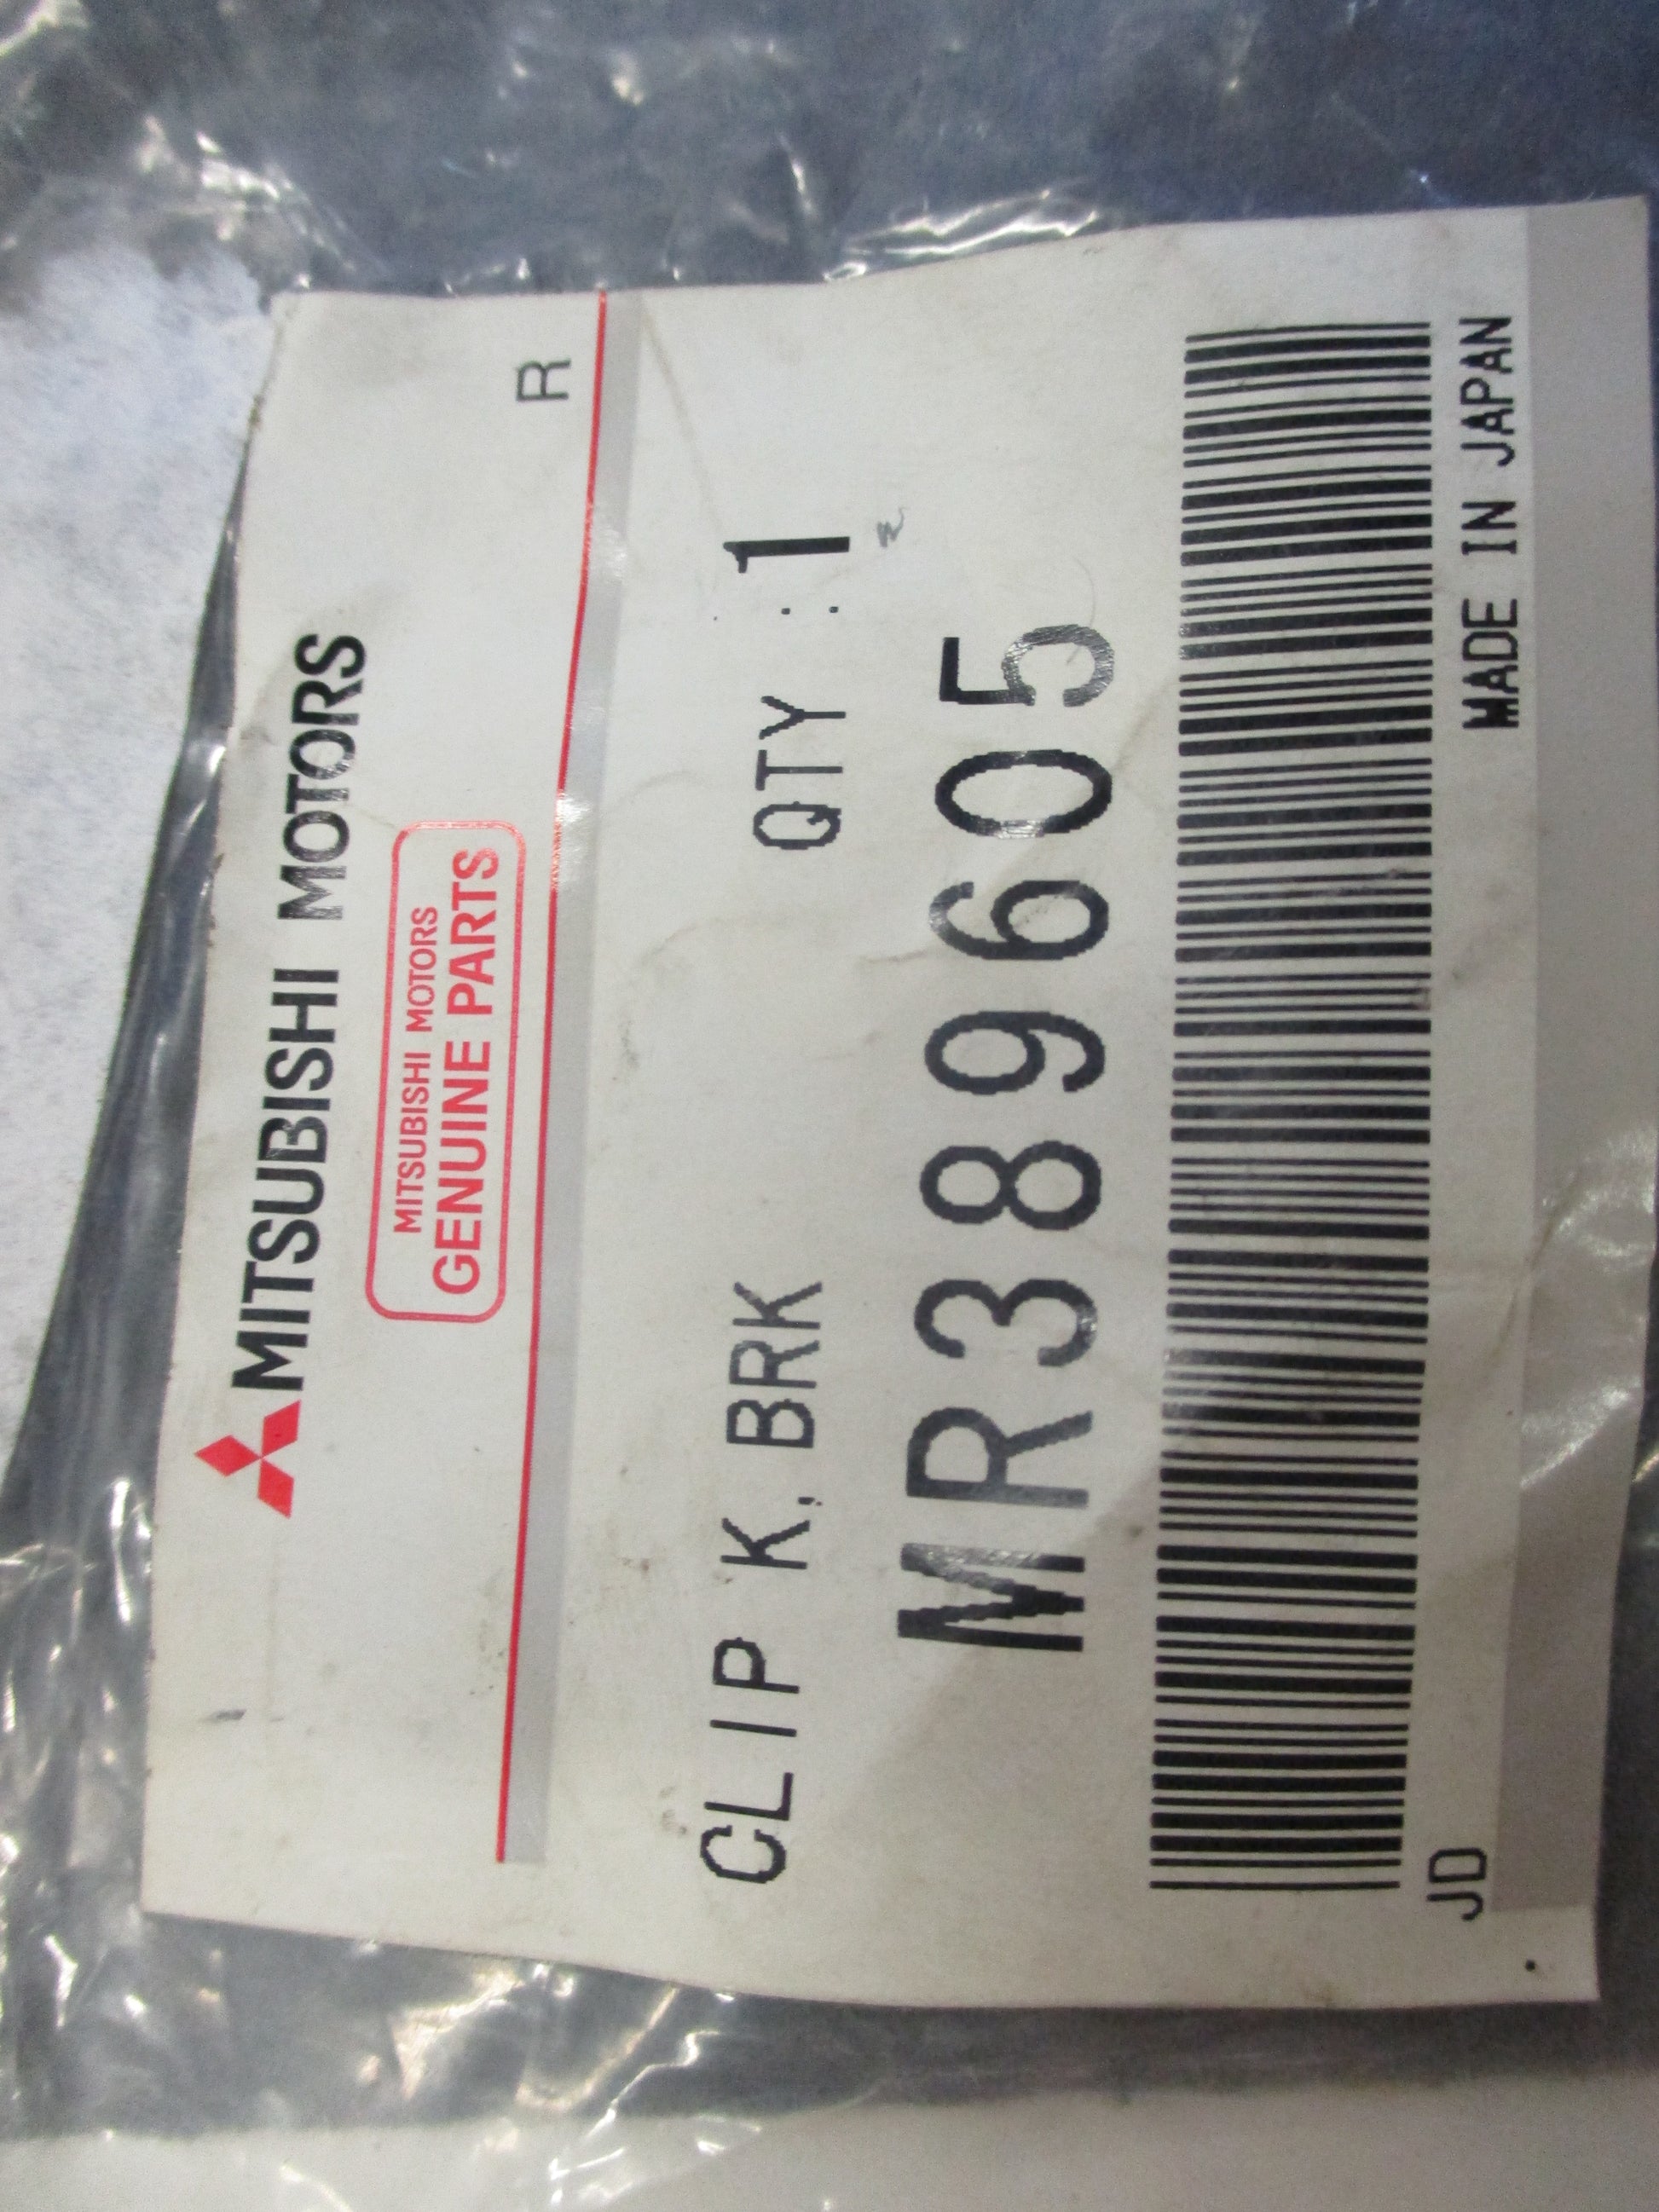 MITSUBISHI MOTORS
MITSUBISHI MOTORS
GENUINE PARTS
R
CLIP K, BRK QTY :1
MR389605
JD MADE IN JAPAN